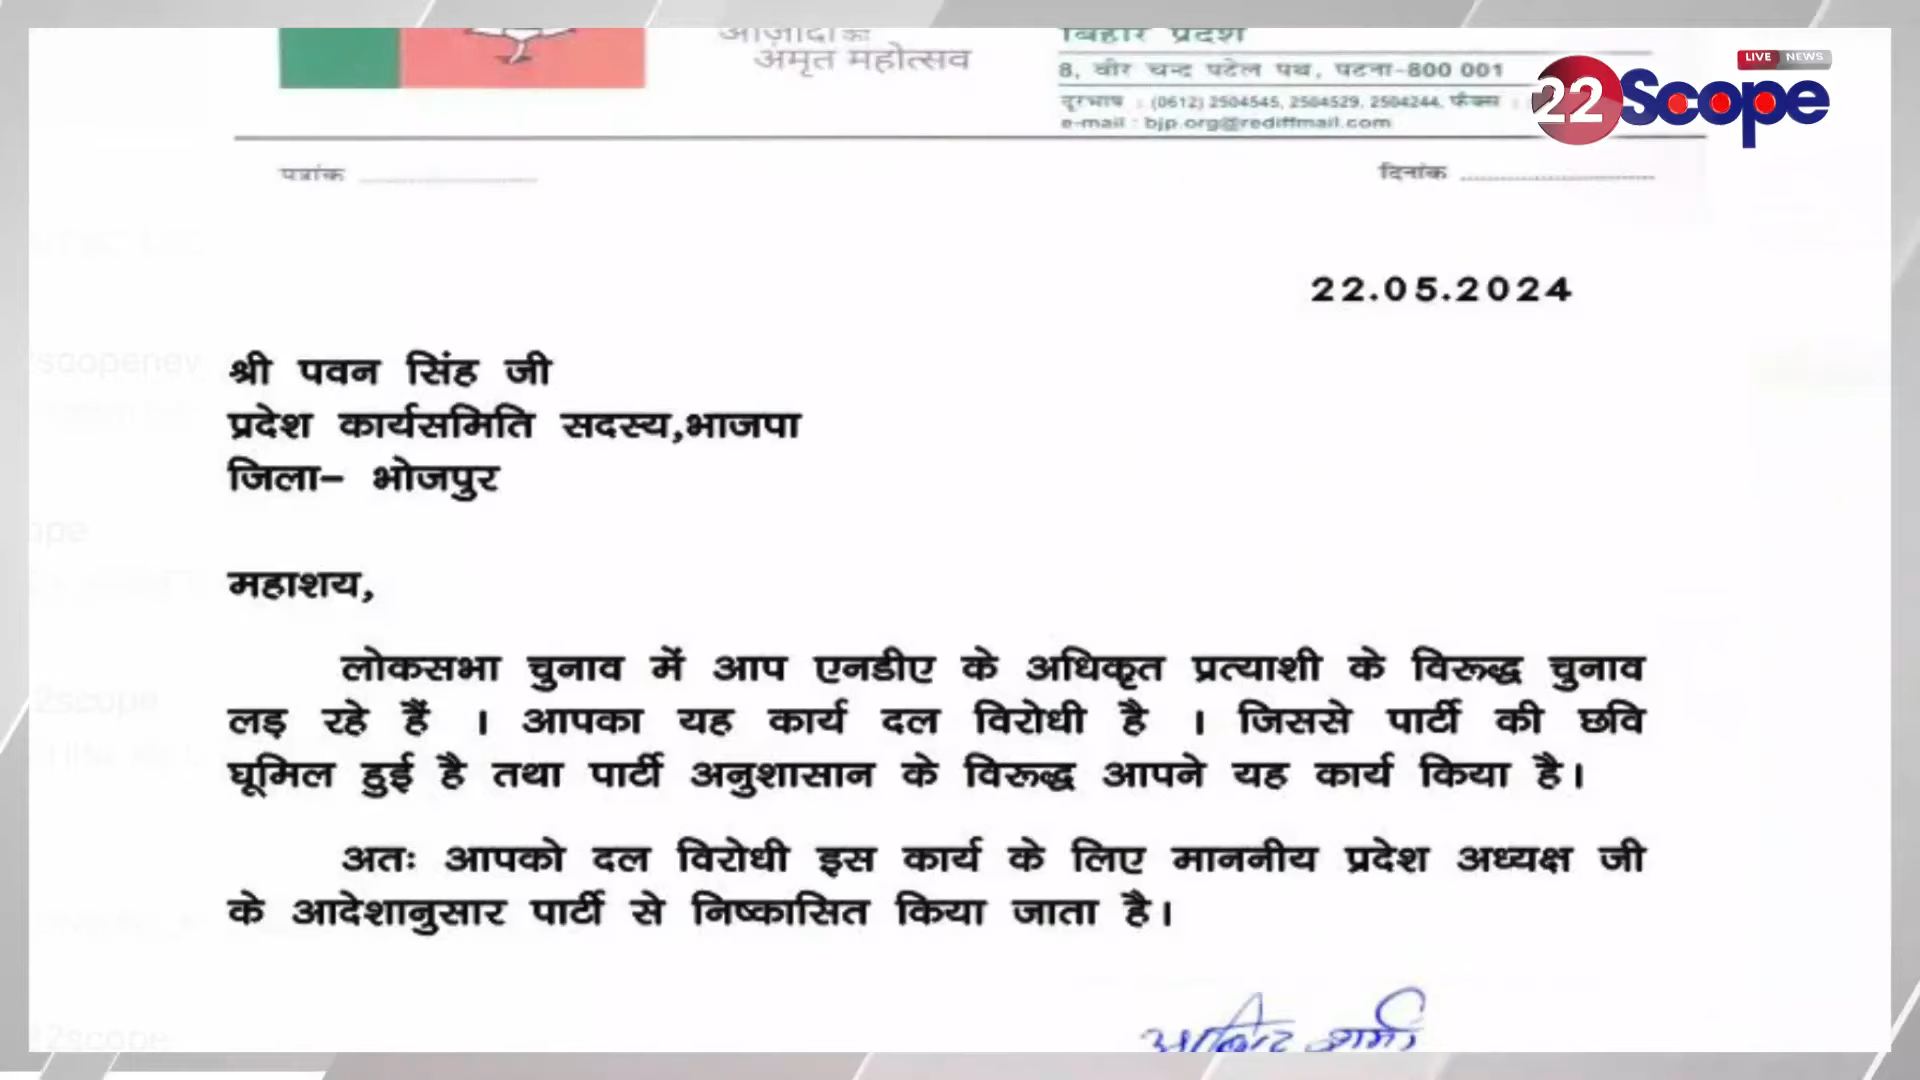 आज़ादी का
अमृत महोत्सव
बिहार प्रदेश
8, वीर चन्द पटेल पथ, पटना-800 001
दूरभाष : (0612) 2504545, 2504529, 2504244, फैक्स :
e-mail : bjp.org@rediffmail.com
LIVE NEWS
22Scope
पत्रांक
दिनांक
22.05.2024
श्री पवन सिंह जी
प्रदेश कार्यसमिति सदस्य,भाजपा
जिला– भोजपुर
महाशय,
लोकसभा चुनाव में आप एनडीए के अधिकृत प्रत्याशी के विरूद्ध चुनाव
लड़ रहे हैं । आपका यह कार्य दल विरोधी है । जिससे पार्टी की छवि
घूमिल हुई है तथा पार्टी अनुशासान के विरूद्ध आपने यह कार्य किया है।
अतः आपको दल विरोधी इस कार्य के लिए माननीय प्रदेश अध्यक्ष जी
के आदेशानुसार पार्टी से निष्कासित किया जाता है।